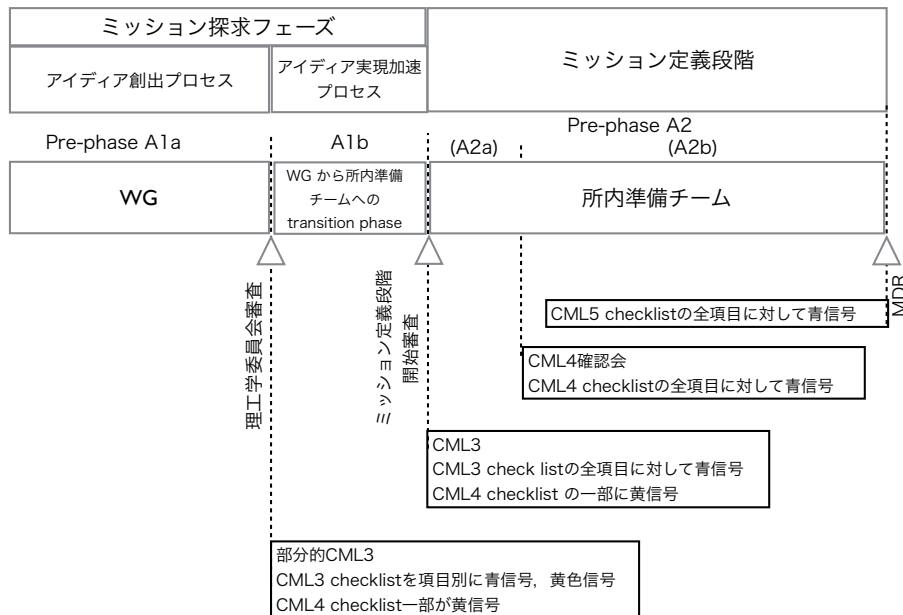 ミッション探求フェーズ
ミッション定義段階
アイディア創出プロセス
アイディア実現加速
プロセス
Pre-phase A1a
A1b
Pre-phase A2
(A2a)
(A2b)
WG
WG から所内準備
チームへの
transition phase
所内準備チーム
理工学委員会審査
ミッション定義段階
開始審査
MDR
CML5 checklistの全項目に対して青信号
CML4確認会
CML4 checklistの全項目に対して青信号
CML3
CML3 check listの全項目に対して青信号
CML4 checklist の一部に黄信号
部分的CML3
CML3 checklistを項目別に青信号，黄色信号
CML4 checklist一部が黄信号